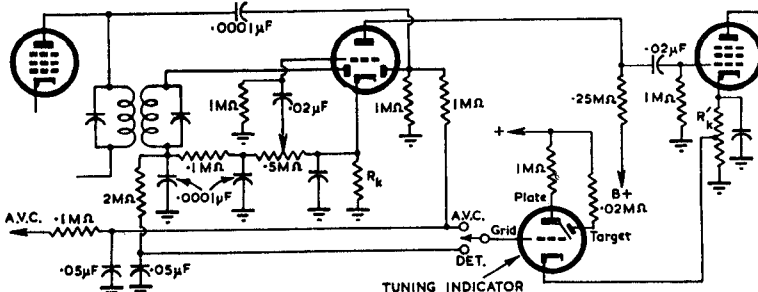 .0001μF
1MΩ
.02μF
1MΩ
1MΩ
.02μF
.25MΩ
1MΩ
R'k
.1MΩ
.5MΩ
Rk
+
1MΩ
B+
2MΩ
.0001μF
Plate
.02MΩ
A.V.C.
.1MΩ
A.V.C.
Grid
Target
DET.
.05μF
.05μF
TUNING INDICATOR